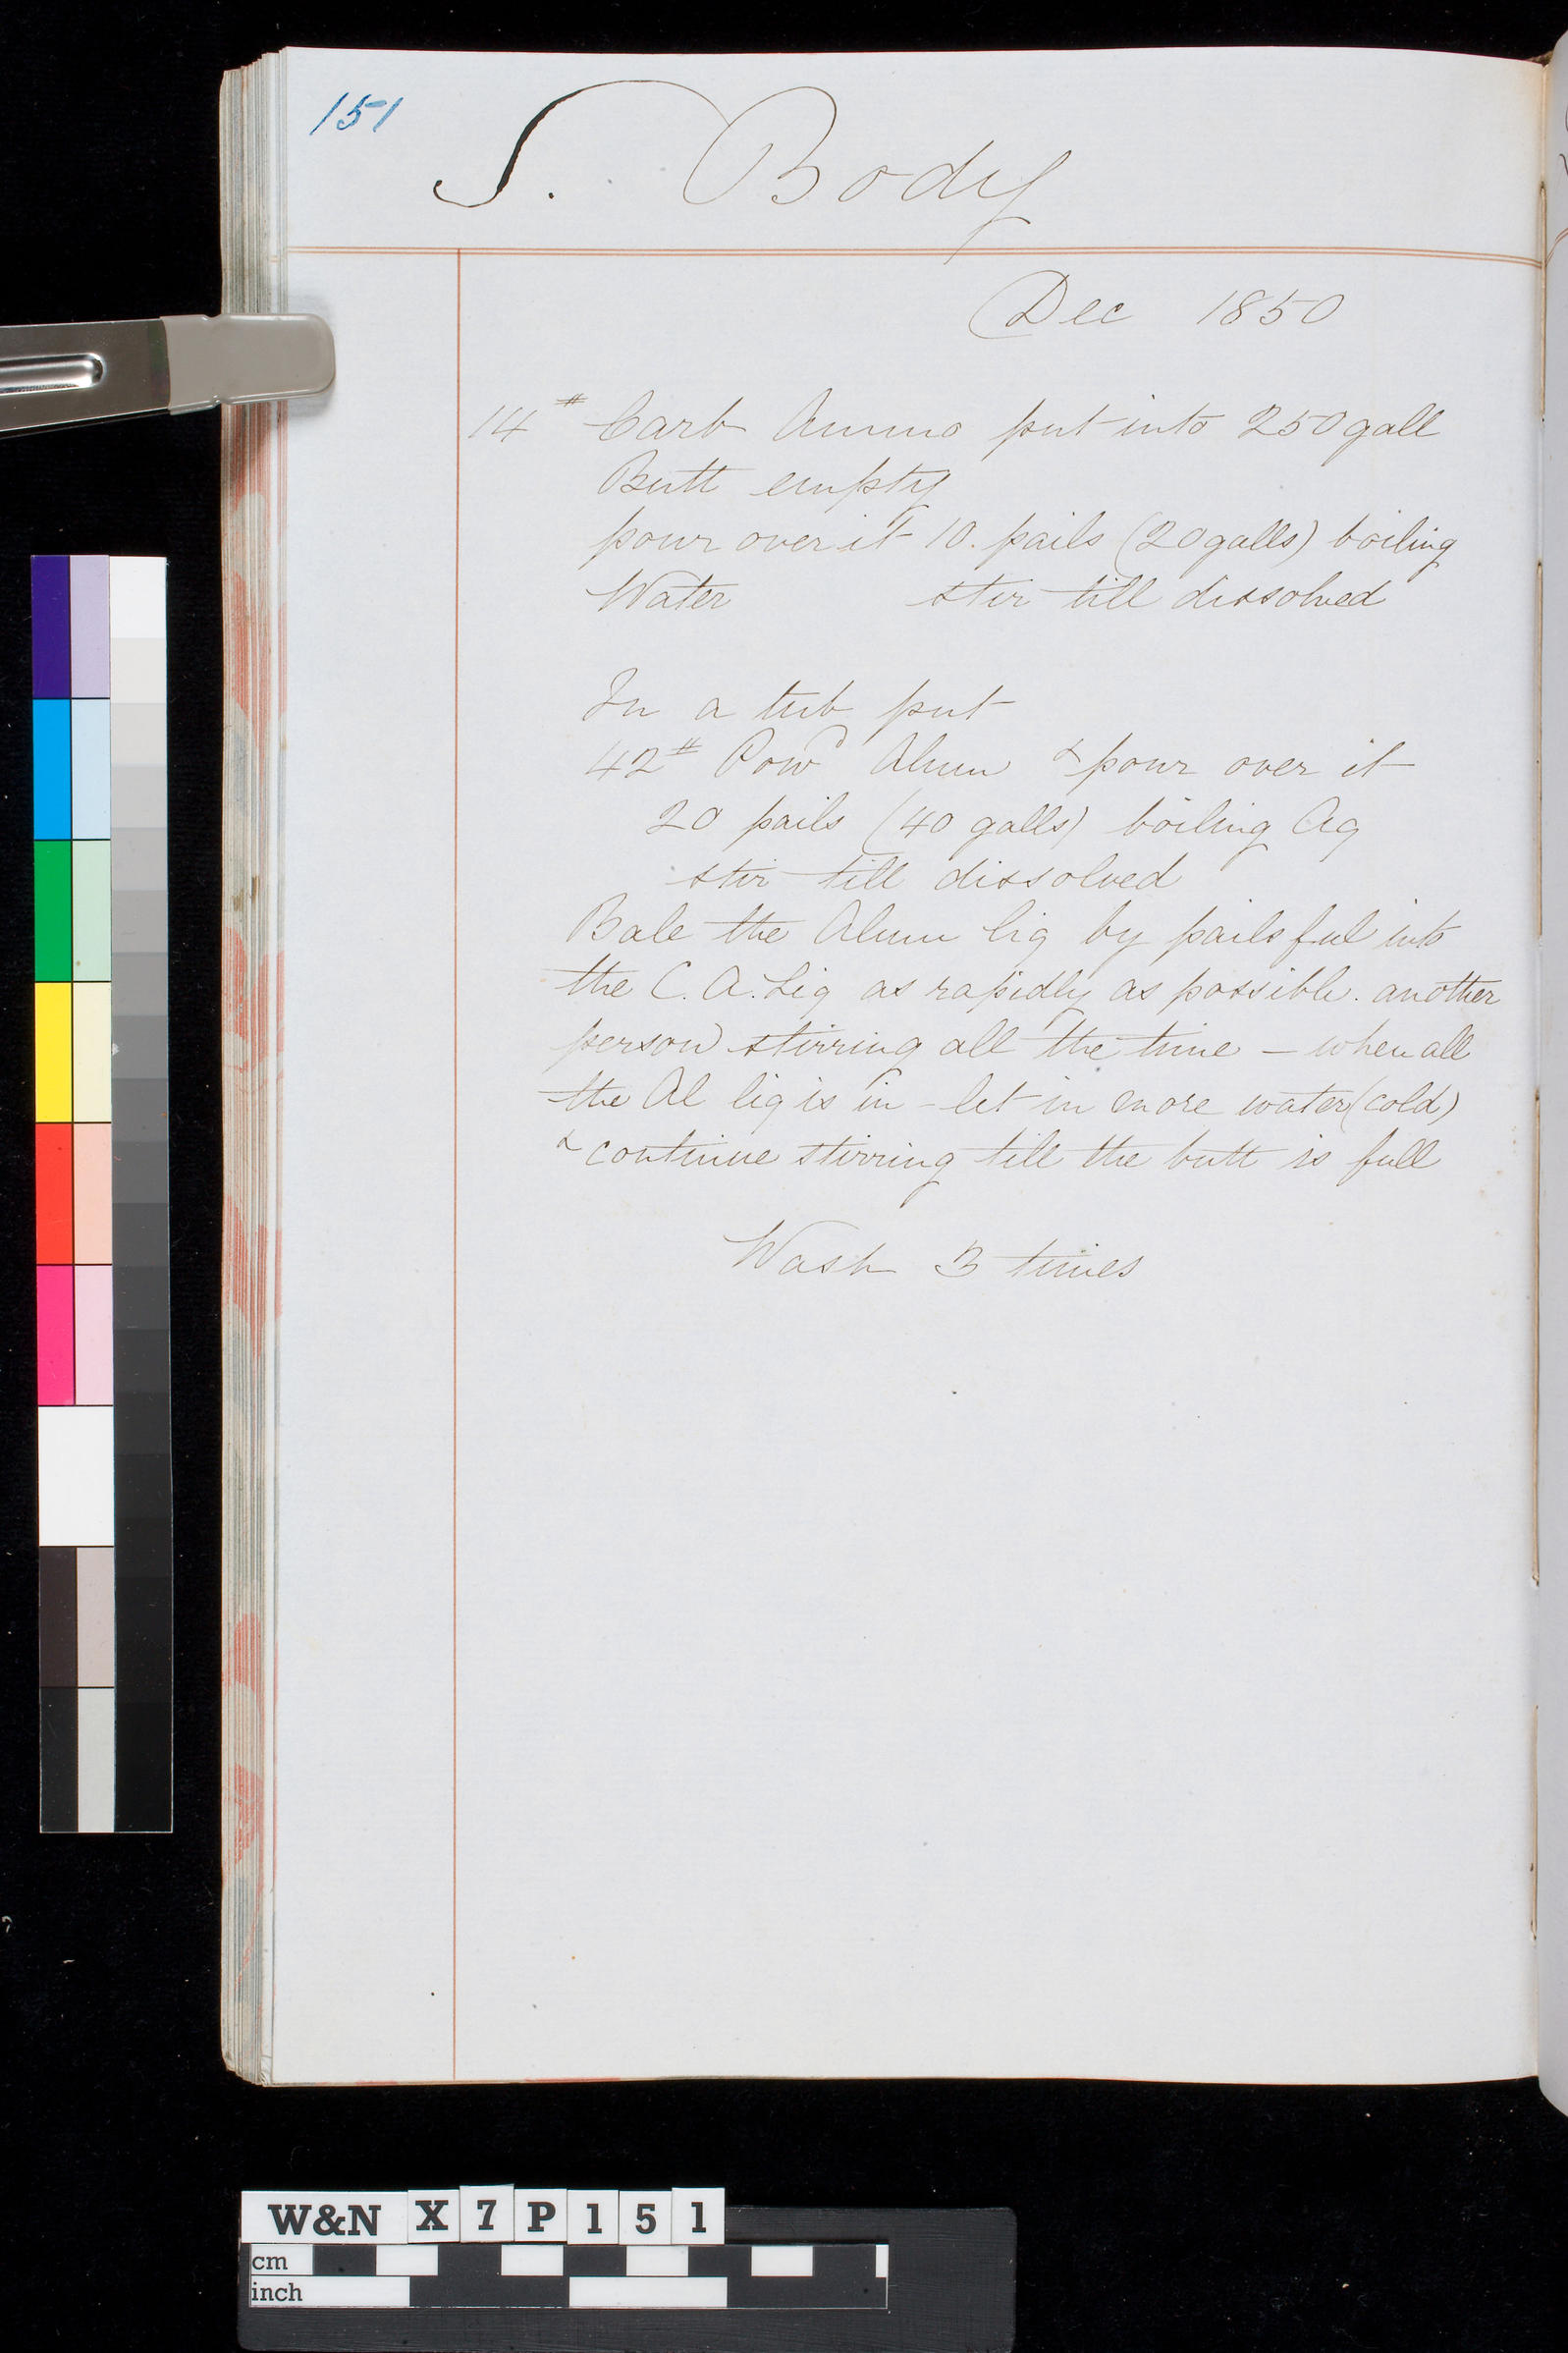 151
S. Body
Dec 1850
14# Carb Ammo put into 250 gall
Butt empty
pour over it 10. pails (20 galls) boiling
Water stir till dissolved
In a tub put
42# Powd Alum & pour over it
20 pails (40 galls) boiling Aq
stir till dissolved
Bale the Alum liq by pails ful into
the C. A. Liq as rapidly as possible. another
person stirring all the time – when all
the Al liq is in – let in more water (cold)
& continue stirring till the butt is full
Wash 3 times
W&N X7P151
cm
inch